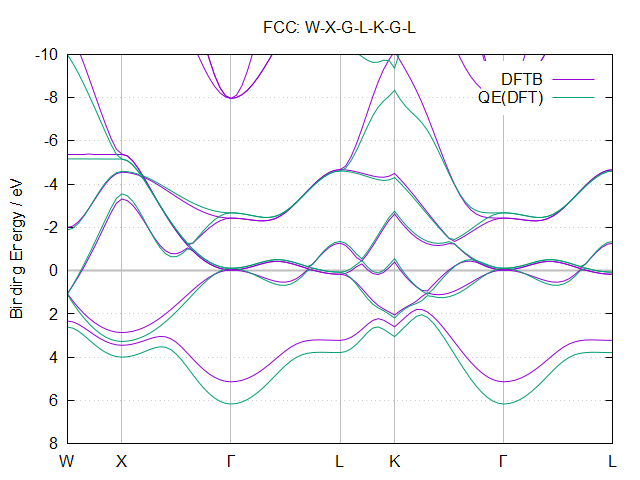 FCC: W-X-G-L-K-G-L
DFTB
QE(DFT)
Binding Energy / eV
-10
-8
-6
-4
-2
0
2
4
6
8
W X Γ L K Γ L